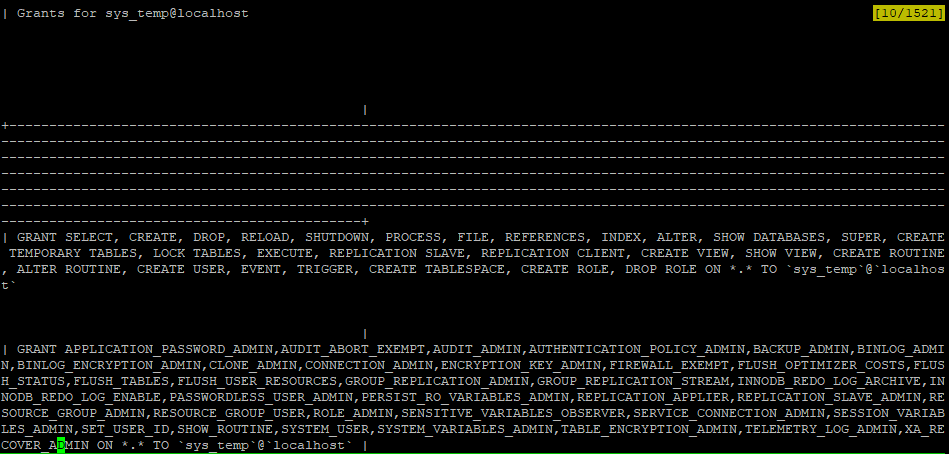 | Grants for sys_temp@localhost [10/1521]
|
+----------------------------------------------------------------------------------------------------------------------
----------------------------------------------------------------------------------------------------------------------
----------------------------------------------------------------------------------------------------------------------
----------------------------------------------------------------------------------------------------------------------
----------------------------------------------------------------------------------------------------------------------
----------------------------------------------------------------------------------------------------------------------
---------------------------------------------+
| GRANT SELECT, CREATE, DROP, RELOAD, SHUTDOWN, PROCESS, FILE, REFERENCES, INDEX, ALTER, SHOW DATABASES, SUPER, CREATE
 TEMPORARY TABLES, LOCK TABLES, EXECUTE, REPLICATION SLAVE, REPLICATION CLIENT, CREATE VIEW, SHOW VIEW, CREATE ROUTINE
, ALTER ROUTINE, CREATE USER, EVENT, TRIGGER, CREATE TABLESPACE, CREATE ROLE, DROP ROLE ON *.* TO `sys_temp`@`localhos
t`
|
| GRANT APPLICATION_PASSWORD_ADMIN,AUDIT_ABORT_EXEMPT,AUDIT_ADMIN,AUTHENTICATION_POLICY_ADMIN,BACKUP_ADMIN,BINLOG_ADMI
N,BINLOG_ENCRYPTION_ADMIN,CLONE_ADMIN,CONNECTION_ADMIN,ENCRYPTION_KEY_ADMIN,FIREWALL_EXEMPT,FLUSH_OPTIMIZER_COSTS,FLUS
H_STATUS,FLUSH_TABLES,FLUSH_USER_RESOURCES,GROUP_REPLICATION_ADMIN,GROUP_REPLICATION_STREAM,INNODB_REDO_LOG_ARCHIVE,IN
NODB_REDO_LOG_ENABLE,PASSWORDLESS_USER_ADMIN,PERSIST_RO_VARIABLES_ADMIN,REPLICATION_APPLIER,REPLICATION_SLAVE_ADMIN,RE
SOURCE_GROUP_ADMIN,RESOURCE_GROUP_USER,ROLE_ADMIN,SENSITIVE_VARIABLES_OBSERVER,SERVICE_CONNECTION_ADMIN,SESSION_VARIAB
LES_ADMIN,SET_USER_ID,SHOW_ROUTINE,SYSTEM_USER,SYSTEM_VARIABLES_ADMIN,TABLE_ENCRYPTION_ADMIN,TELEMETRY_LOG_ADMIN,XA_RE
COVER_ADMIN ON *.* TO `sys_temp`@`localhost` |